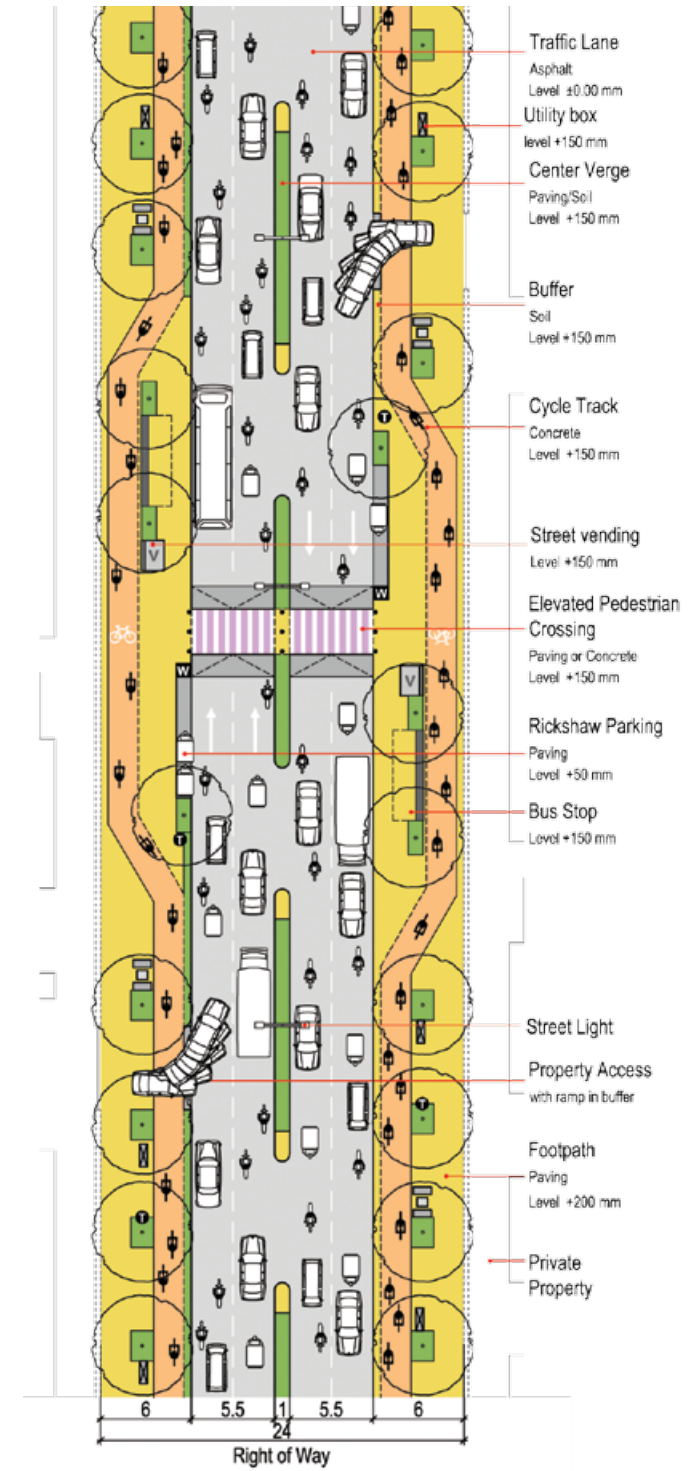 Traffic Lane
Asphalt
Level ±0.00 mm
Utility box
level +150 mm
Center Verge
Paving/Soil
Level +150 mm
Buffer
Soil
Level +150 mm
T
Cycle Track
Concrete
Level +150 mm
Street vending
Level +150 mm
V
W
Elevated Pedestrian
Crossing
Paving or Concrete
Level +150 mm
W
V
Rickshaw Parking
Paving
Level +50 mm
Bus Stop
Level +150 mm
T
Street Light
Property Access
with ramp in buffer
T
Footpath
Paving
Level +200 mm
T
Private
Property
6 5.5 1 5.5 6
24
Right of Way